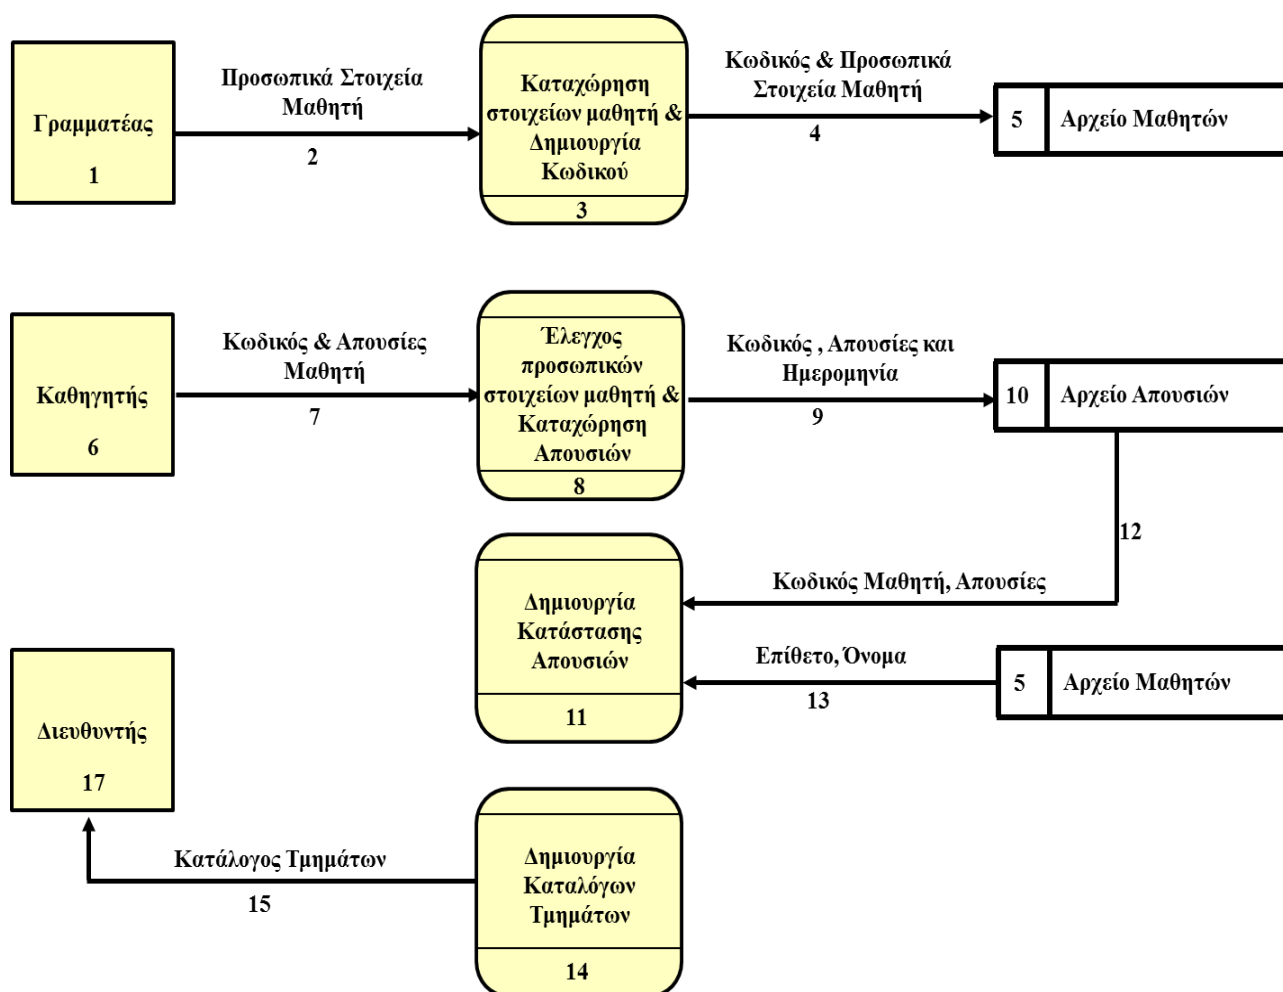 Γραμματέας
1
Προσωπικά Στοιχεία
Μαθητή
2
Καταχώρηση
στοιχείων μαθητή &
Δημιουργία
Κωδικού
3
Κωδικός & Προσωπικά
Στοιχεία Μαθητή
4
5 Αρχείο Μαθητών
Καθηγητής
6
Κωδικός & Απουσίες
Μαθητή
7
Έλεγχος
προσωπικών
στοιχείων μαθητή &
Καταχώρηση
Απουσιών
8
Κωδικός , Απουσίες και
Ημερομηνία
9
10 Αρχείο Απουσιών
12
Κωδικός Μαθητή, Απουσίες
Δημιουργία
Κατάστασης
Απουσιών
11
Επίθετο, Όνομα
13
5 Αρχείο Μαθητών
Διευθυντής
17
Κατάλογος Τμημάτων
15
Δημιουργία
Καταλόγων
Τμημάτων
14